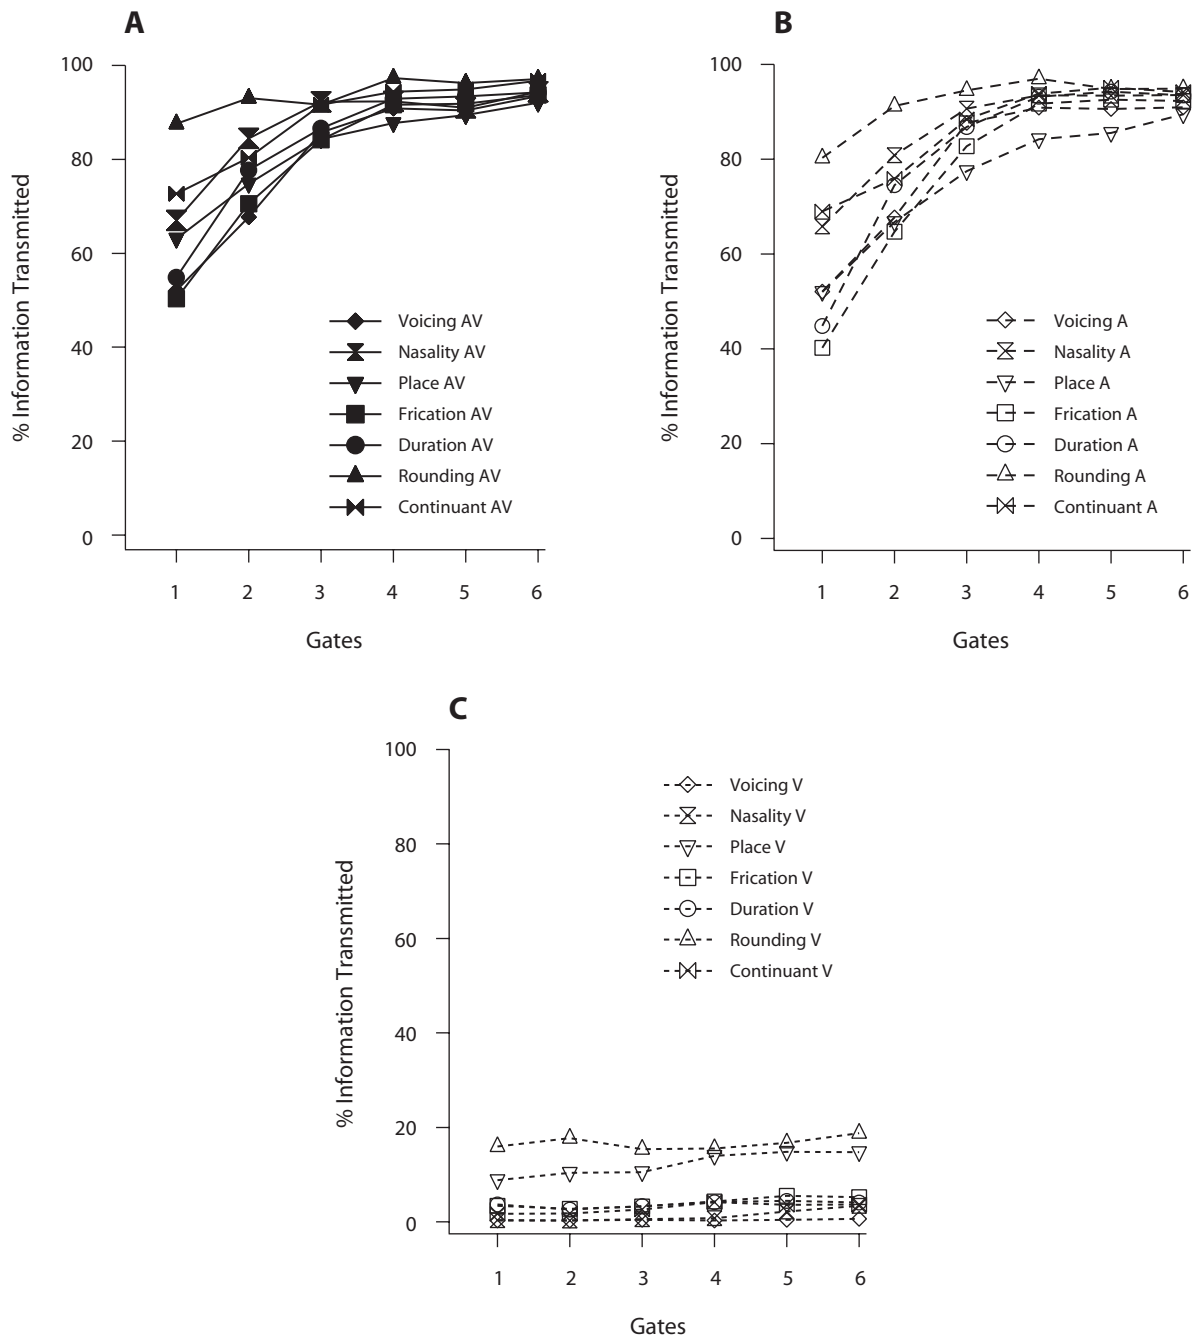 A
100
80
60
40
20
0
% Information Transmitted
Voicing AV
Nasality AV
Place AV
Frication AV
Duration AV
Rounding AV
Continuant AV
1 2 3 4 5 6
Gates
B
100
80
60
40
20
0
% Information Transmitted
Voicing A
Nasality A
Place A
Frication A
Duration A
Rounding A
Continuant A
1 2 3 4 5 6
Gates
C
100
80
60
40
20
0
% Information Transmitted
Voicing V
Nasality V
Place V
Frication V
Duration V
Rounding V
Continuant V
1 2 3 4 5 6
Gates